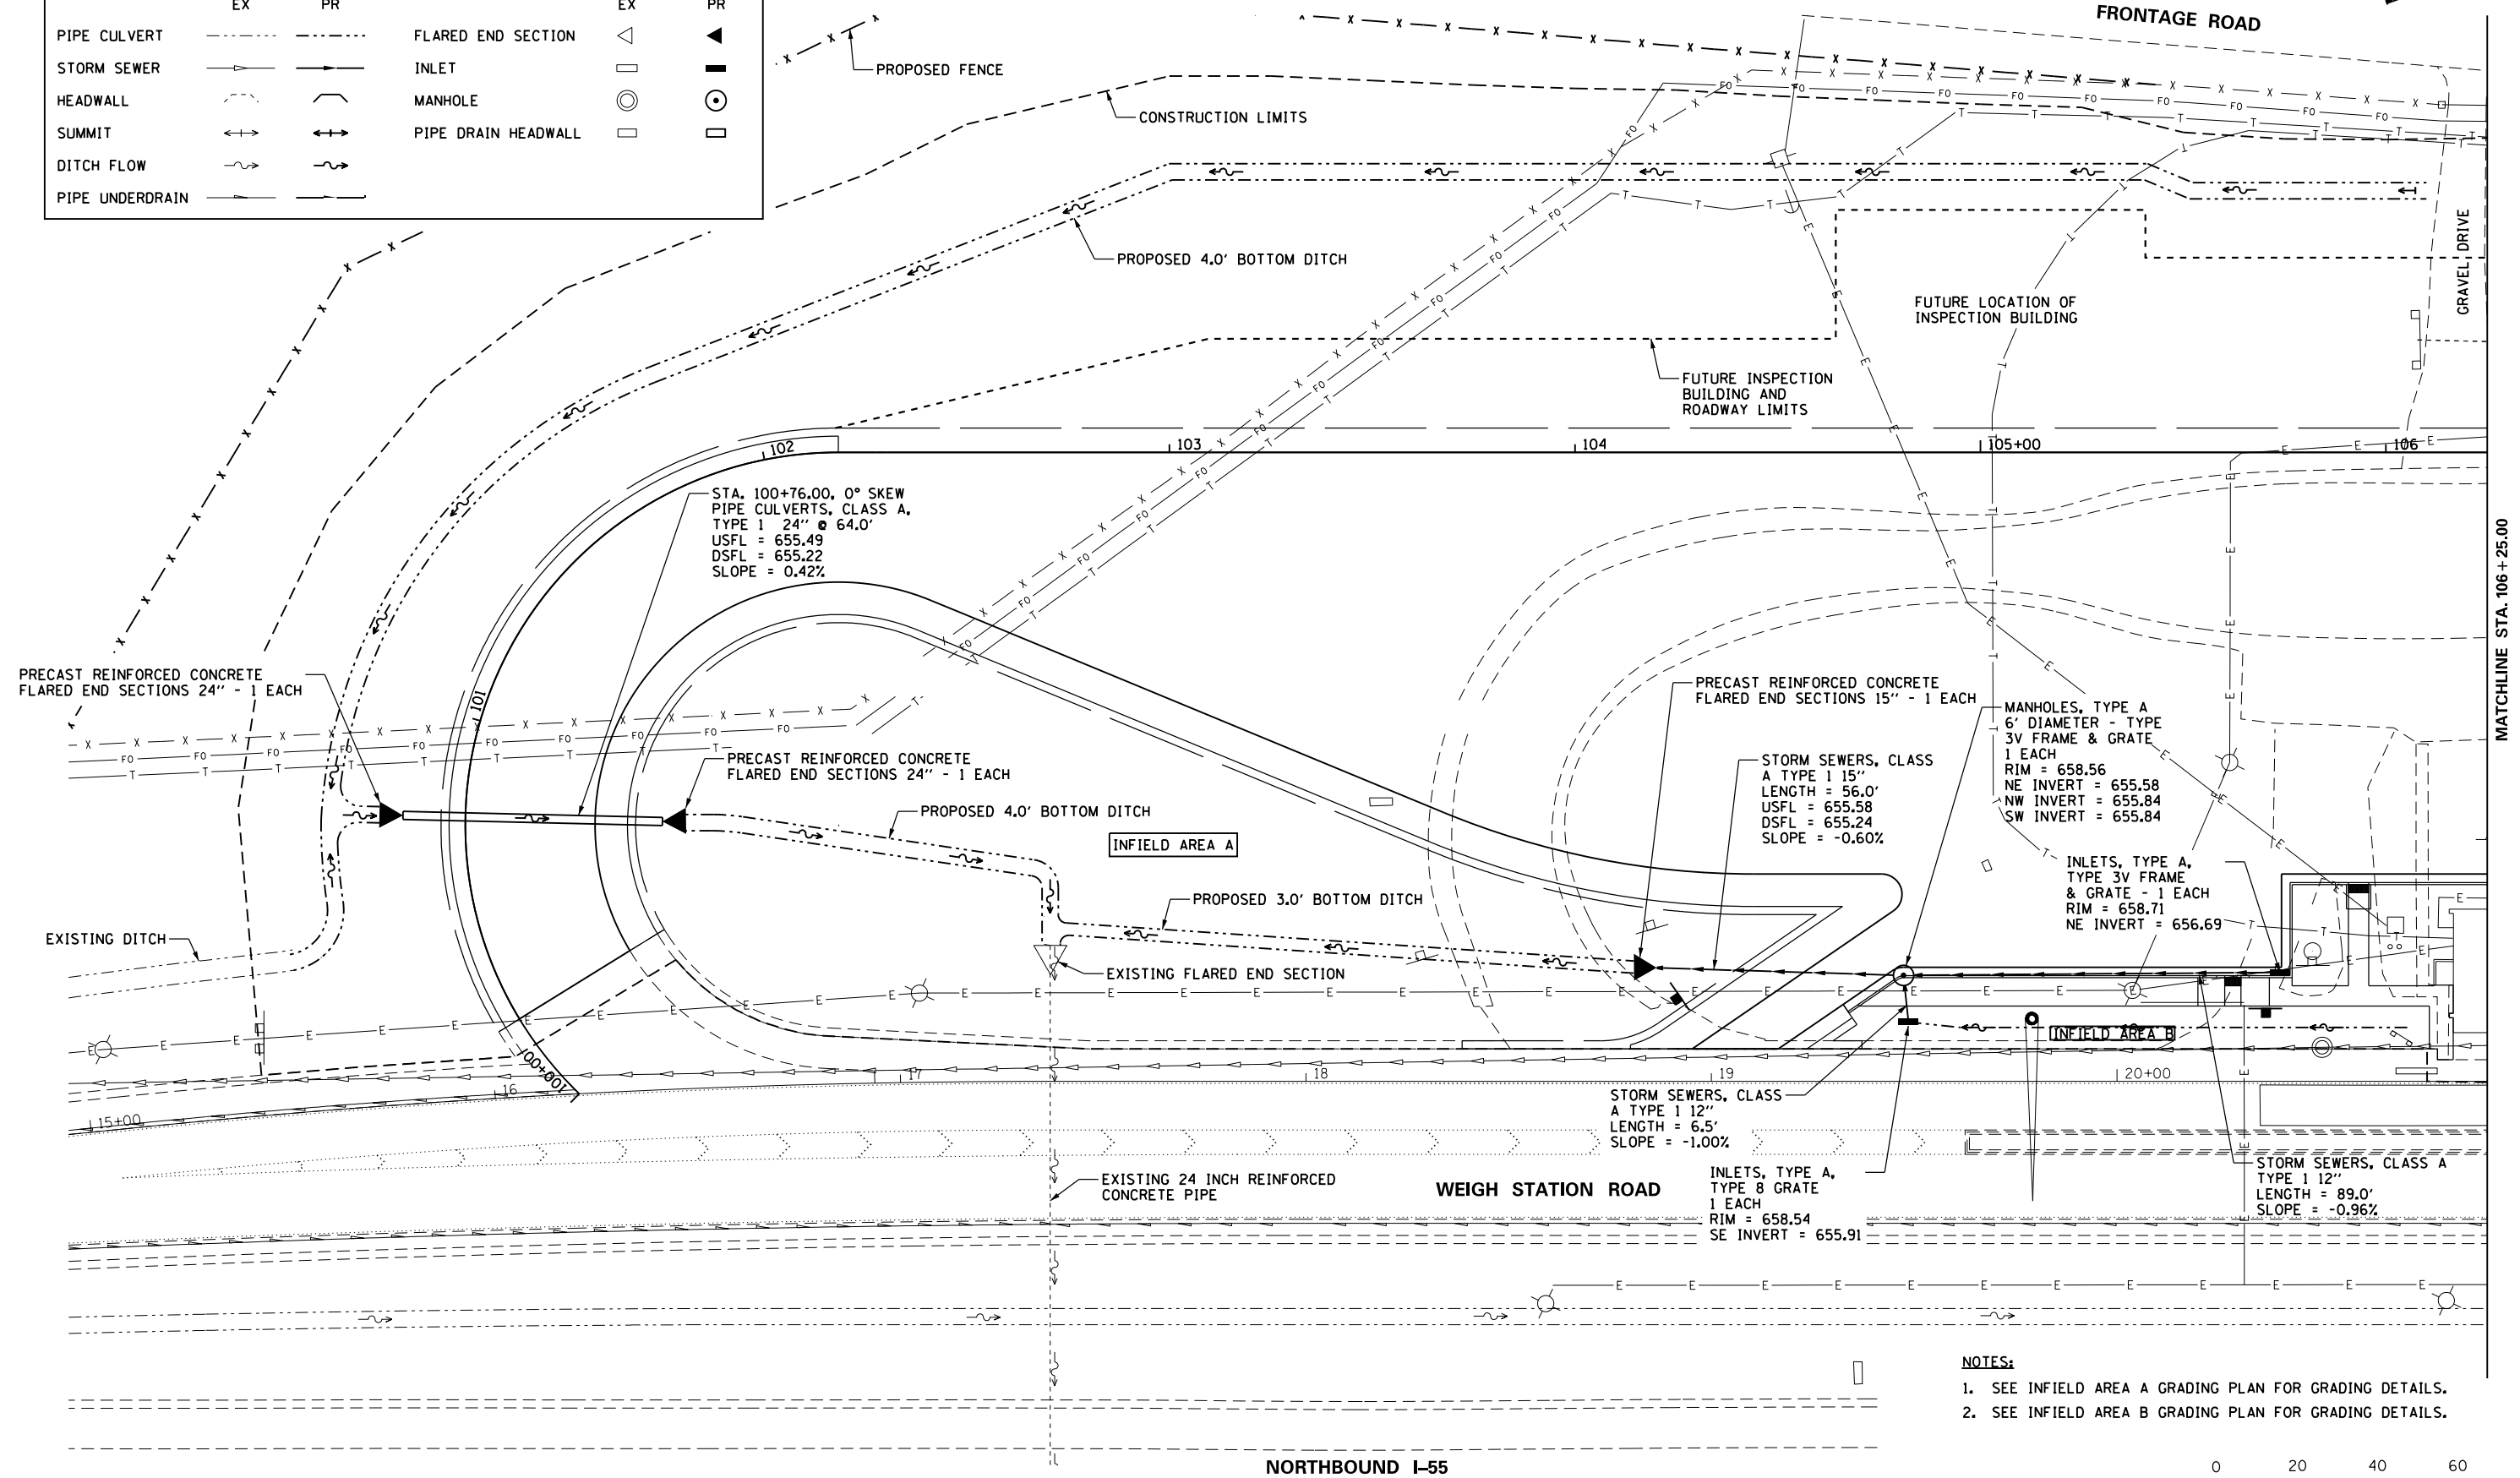 EX PR EX PR
PIPE CULVERT FLARED END SECTION
STORM SEWER INLET
HEADWALL MANHOLE
SUMMIT PIPE DRAIN HEADWALL
DITCH FLOW
PIPE UNDERDRAIN
PROPOSED FENCE
CONSTRUCTION LIMITS
FRONTAGE ROAD
PROPOSED 4.0' BOTTOM DITCH
GRAVEL DRIVE
FUTURE LOCATION OF
INSPECTION BUILDING
FUTURE INSPECTION
BUILDING AND
ROADWAY LIMITS
102 103 104 105+00 106
STA. 100+76.00, 0° SKEW
PIPE CULVERTS, CLASS A,
TYPE 1 24" @ 64.0'
USFL = 655.49
DSFL = 655.22
SLOPE = 0.42%
MATCHLINE STA. 106+25.00
PRECAST REINFORCED CONCRETE
FLARED END SECTIONS 24" - 1 EACH
101
PRECAST REINFORCED CONCRETE
FLARED END SECTIONS 24" - 1 EACH
PROPOSED 4.0' BOTTOM DITCH
INFIELD AREA A
PRECAST REINFORCED CONCRETE
FLARED END SECTIONS 15" - 1 EACH
MANHOLES, TYPE A
6' DIAMETER - TYPE
3V FRAME & GRATE
1 EACH
RIM = 658.56
NE INVERT = 655.58
NW INVERT = 655.84
SW INVERT = 655.84
STORM SEWERS, CLASS
A TYPE 1 15"
LENGTH = 56.0'
USFL = 655.58
DSFL = 655.24
SLOPE = -0.60%
INLETS, TYPE A,
TYPE 3V FRAME
& GRATE - 1 EACH
RIM = 658.71
NE INVERT = 656.69
PROPOSED 3.0' BOTTOM DITCH
EXISTING DITCH
EXISTING FLARED END SECTION
INFIELD AREA B
100+00
15+00 16 17 18 19 20+00
STORM SEWERS, CLASS
A TYPE 1 12"
LENGTH = 6.5'
SLOPE = -1.00%
EXISTING 24 INCH REINFORCED
CONCRETE PIPE
WEIGH STATION ROAD
INLETS, TYPE A,
TYPE 8 GRATE
1 EACH
RIM = 658.54
SE INVERT = 655.91
STORM SEWERS, CLASS A
TYPE 1 12"
LENGTH = 89.0'
SLOPE = -0.96%
NOTES:
1. SEE INFIELD AREA A GRADING PLAN FOR GRADING DETAILS.
2. SEE INFIELD AREA B GRADING PLAN FOR GRADING DETAILS.
NORTHBOUND I-55
0 20 40 60